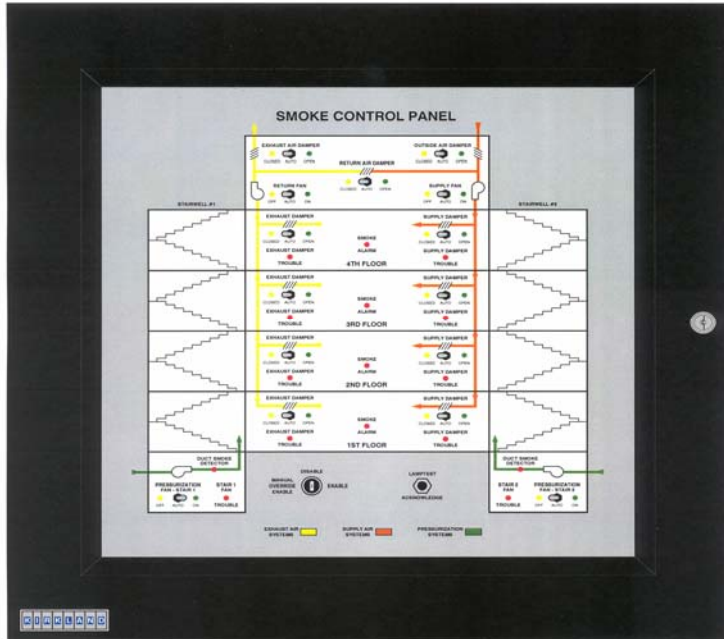 SMOKE CONTROL PANEL
EXHAUST AIR DAMPER
CLOSED AUTO OPEN
OUTSIDE AIR DAMPER
CLOSED AUTO OPEN
RETURN AIR DAMPER
CLOSED AUTO OPEN
RETURN FAN
OFF AUTO ON
SUPPLY FAN
OFF AUTO ON
STAIRWELL #1
STAIRWELL #2
EXHAUST DAMPER
CLOSED AUTO OPEN
EXHAUST DAMPER
TROUBLE
SMOKE
ALARM
4TH FLOOR
SUPPLY DAMPER
CLOSED AUTO OPEN
SUPPLY DAMPER
TROUBLE
EXHAUST DAMPER
CLOSED AUTO OPEN
EXHAUST DAMPER
TROUBLE
SMOKE
ALARM
3RD FLOOR
SUPPLY DAMPER
CLOSED AUTO OPEN
SUPPLY DAMPER
TROUBLE
EXHAUST DAMPER
CLOSED AUTO OPEN
EXHAUST DAMPER
TROUBLE
SMOKE
ALARM
2ND FLOOR
SUPPLY DAMPER
CLOSED AUTO OPEN
SUPPLY DAMPER
TROUBLE
EXHAUST DAMPER
CLOSED AUTO OPEN
EXHAUST DAMPER
TROUBLE
SMOKE
ALARM
1ST FLOOR
SUPPLY DAMPER
CLOSED AUTO OPEN
SUPPLY DAMPER
TROUBLE
DUCT SMOKE
DETECTOR
PRESSURIZATION
FAN - STAIR 1
OFF AUTO ON
STAIR 1
FAN
TROUBLE
MANUAL
OVERRIDE
ENABLE
DISABLE
ENABLE
LAMPTEST
ACKNOWLEDGE
DUCT SMOKE
DETECTOR
STAIR 2
FAN
TROUBLE
PRESSURIZATION
FAN - STAIR 2
OFF AUTO ON
EXHAUST AIR
SYSTEMS
SUPPLY AIR
SYSTEMS
PRESSURIZATION
SYSTEMS
KIRKLAND